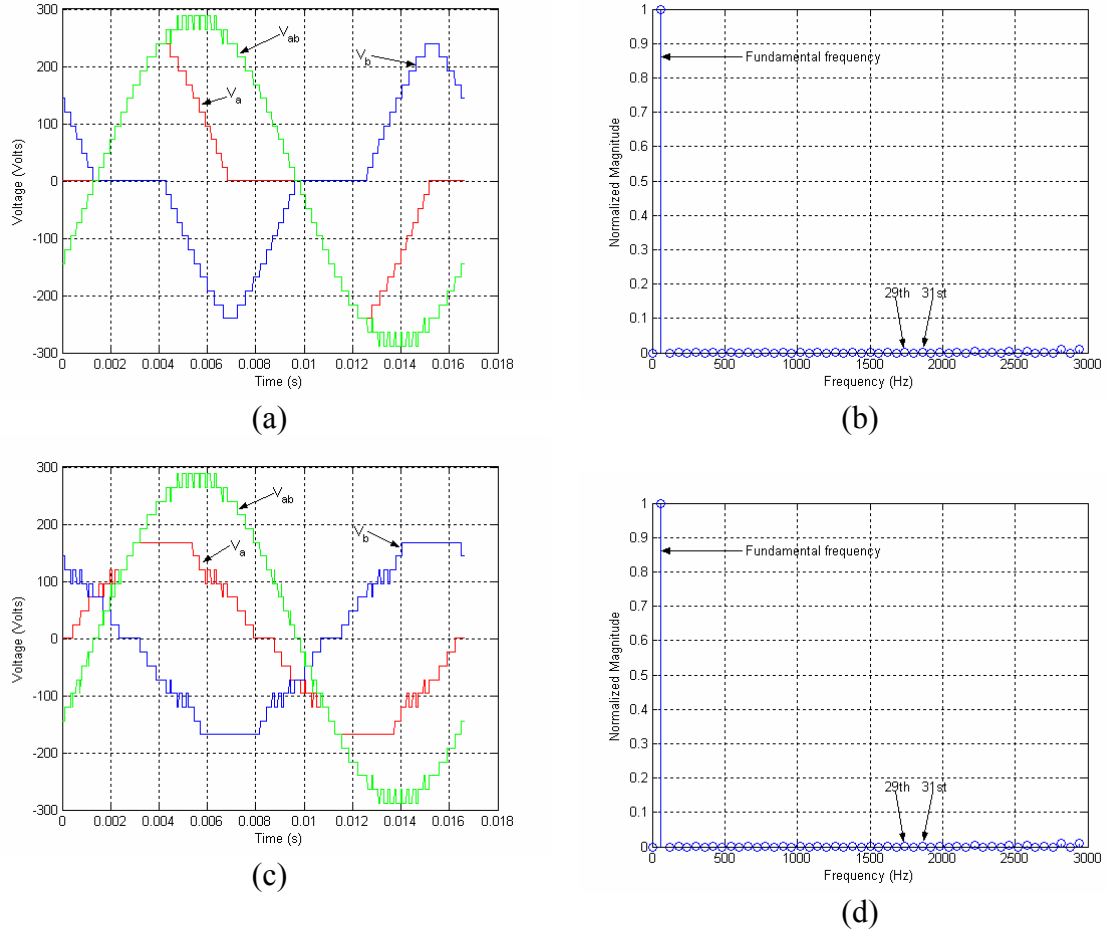 300
200
100
0
-100
-200
-300
0 0.002 0.004 0.006 0.008 0.01 0.012 0.014 0.016 0.018
Voltage (Volts)
Time (s)
Vab
Vb
Va
(a)
1
0.9
0.8
0.7
0.6
0.5
0.4
0.3
0.2
0.1
0
0 500 1000 1500 2000 2500 3000
Normalized Magnitude
Frequency (Hz)
Fundamental frequency
29th 31st
(b)
300
200
100
0
-100
-200
-300
0 0.002 0.004 0.006 0.008 0.01 0.012 0.014 0.016 0.018
Voltage (Volts)
Time (s)
Vab
Vb
Va
(c)
1
0.9
0.8
0.7
0.6
0.5
0.4
0.3
0.2
0.1
0
0 500 1000 1500 2000 2500 3000
Normalized Magnitude
Frequency (Hz)
Fundamental frequency
29th 31st
(d)